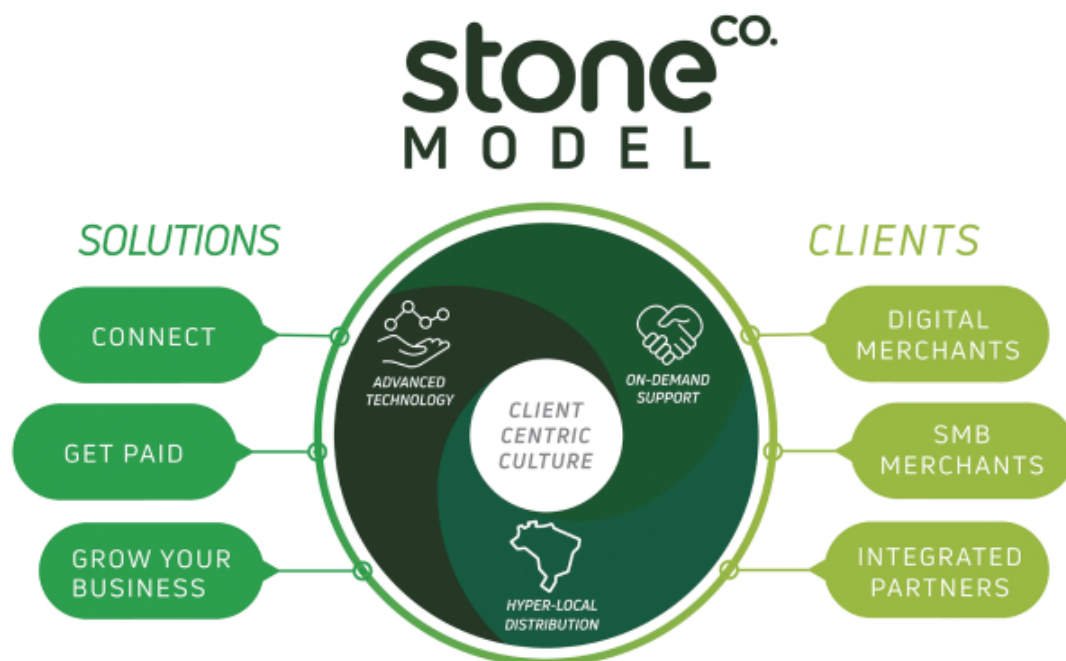 stone CO.
MODEL
SOLUTIONS
CONNECT
GET PAID
GROW YOUR
BUSINESS
ADVANCED
TECHNOLOGY
ON-DEMAND
SUPPORT
CLIENT
CENTRIC
CULTURE
HYPER-LOCAL
DISTRIBUTION
CLIENTS
DIGITAL
MERCHANTS
SMB
MERCHANTS
INTEGRATED
PARTNERS